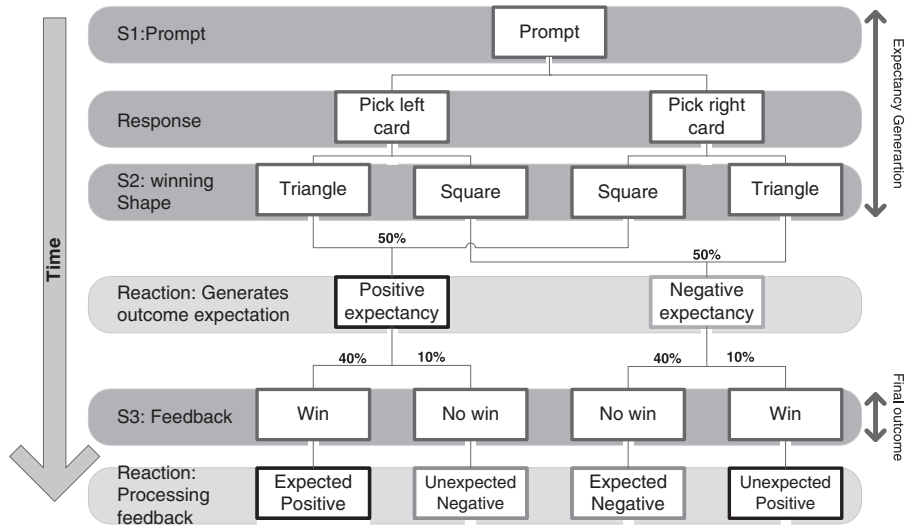 S1:Prompt
Prompt
Response
Pick left
card
Pick right
card
S2: winning
Shape
Triangle
Square
Square
Triangle
50%
50%
Reaction: Generates
outcome expectation
Positive
expectancy
Negative
expectancy
40%
10%
40%
10%
S3: Feedback
Win
No win
No win
Win
Reaction:
Processing
feedback
Expected
Positive
Unexpected
Negative
Expected
Negative
Unexpected
Positive
Time
Expectancy Generartion
Final outcome